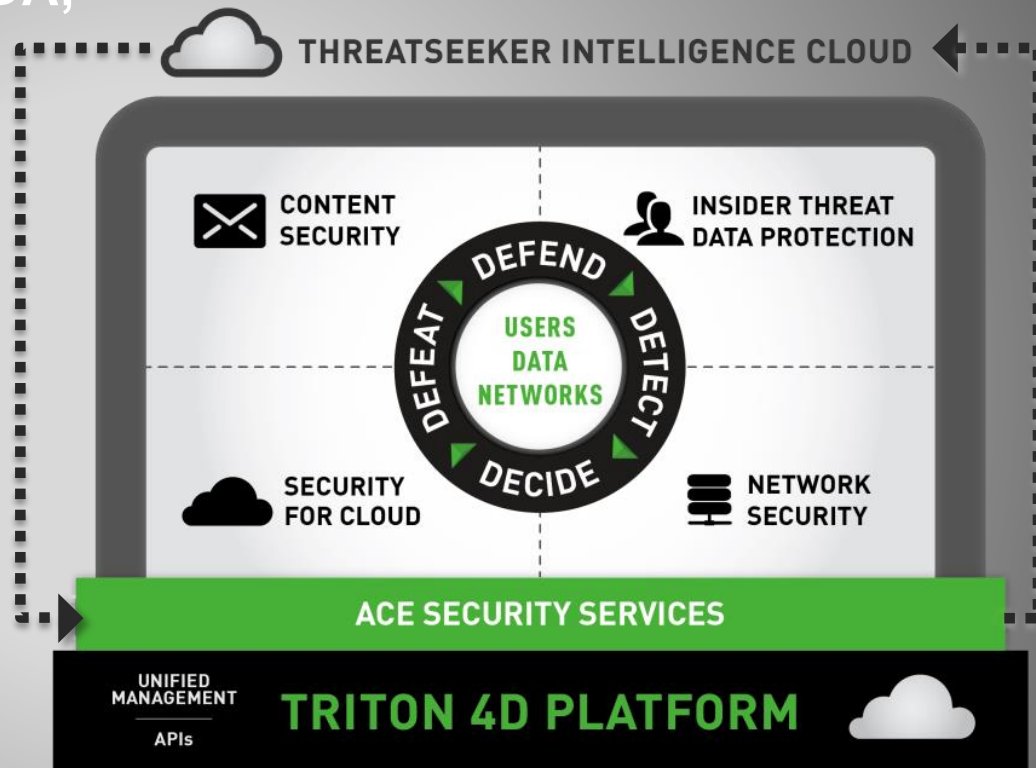 THREATSEEKER INTELLIGENCE CLOUD
CONTENT
SECURITY
INSIDER THREAT
DATA PROTECTION
DEFEND
DETECT
DECIDE
DEFEAT
USERS
DATA
NETWORKS
SECURITY
FOR CLOUD
NETWORK
SECURITY
ACE SECURITY SERVICES
UNIFIED
MANAGEMENT
APIs
TRITON 4D PLATFORM